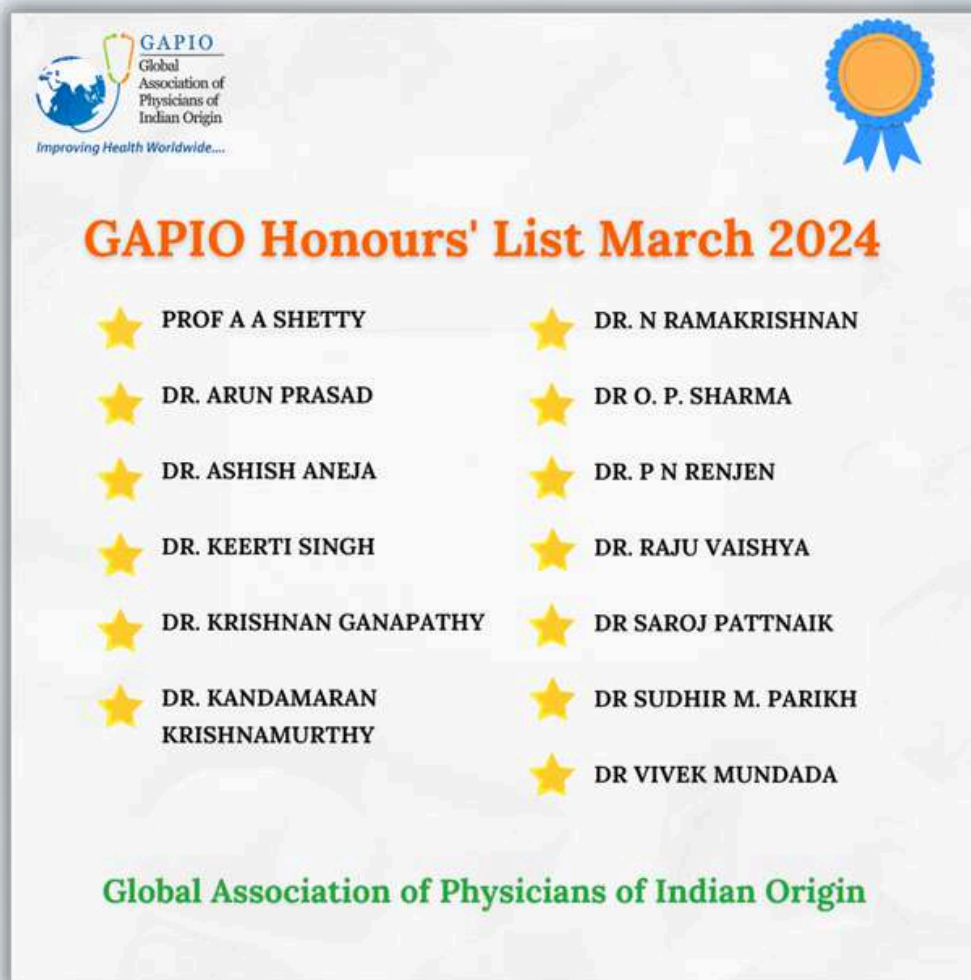 GAPIO
Global
Association of
Physicians of
Indian Origin
Improving Health Worldwide....
GAPIO Honours' List March 2024
PROF A A SHETTY
DR. ARUN PRASAD
DR. ASHISH ANEJA
DR. KEERTI SINGH
DR. KRISHNAN GANAPATHY
DR. KANDAMARAN
KRISHNAMURTHY
DR. N RAMAKRISHNAN
DR O. P. SHARMA
DR. P N RENJEN
DR. RAJU VAISHYA
DR SAROJ PATTNAIK
DR SUDHIR M. PARIKH
DR VIVEK MUNDADA
Global Association of Physicians of Indian Origin